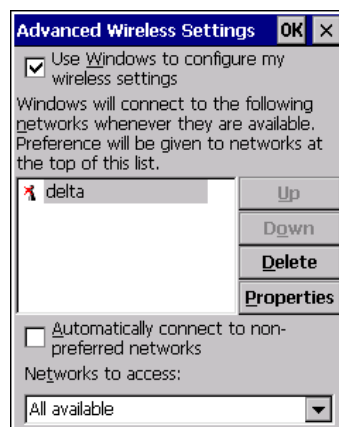 Advanced Wireless Settings OK ×
Use Windows to configure my
wireless settings
Windows will connect to the following
networks whenever they are available.
Preference will be given to networks at
the top of this list.
delta
Up
Down
Delete
Properties
Automatically connect to non-
preferred networks
Networks to access:
All available